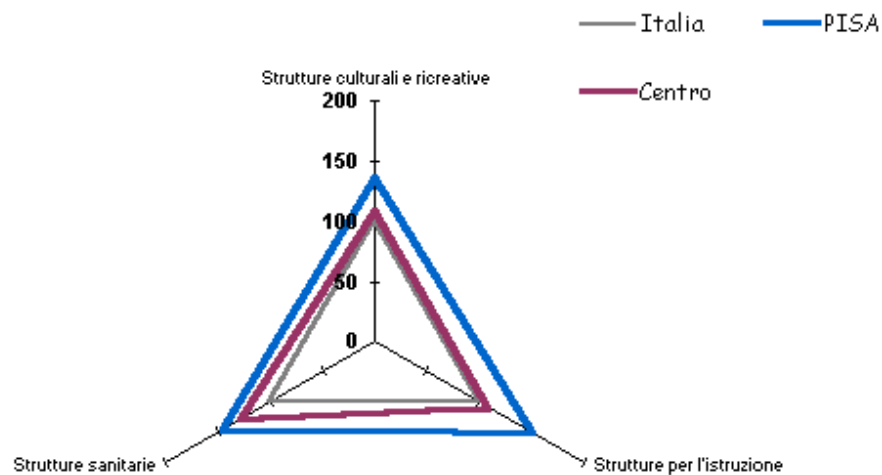 Italia
PISA
Centro
Strutture culturali e ricreative
200
150
100
50
0
Strutture sanitarie
Strutture per l'istruzione